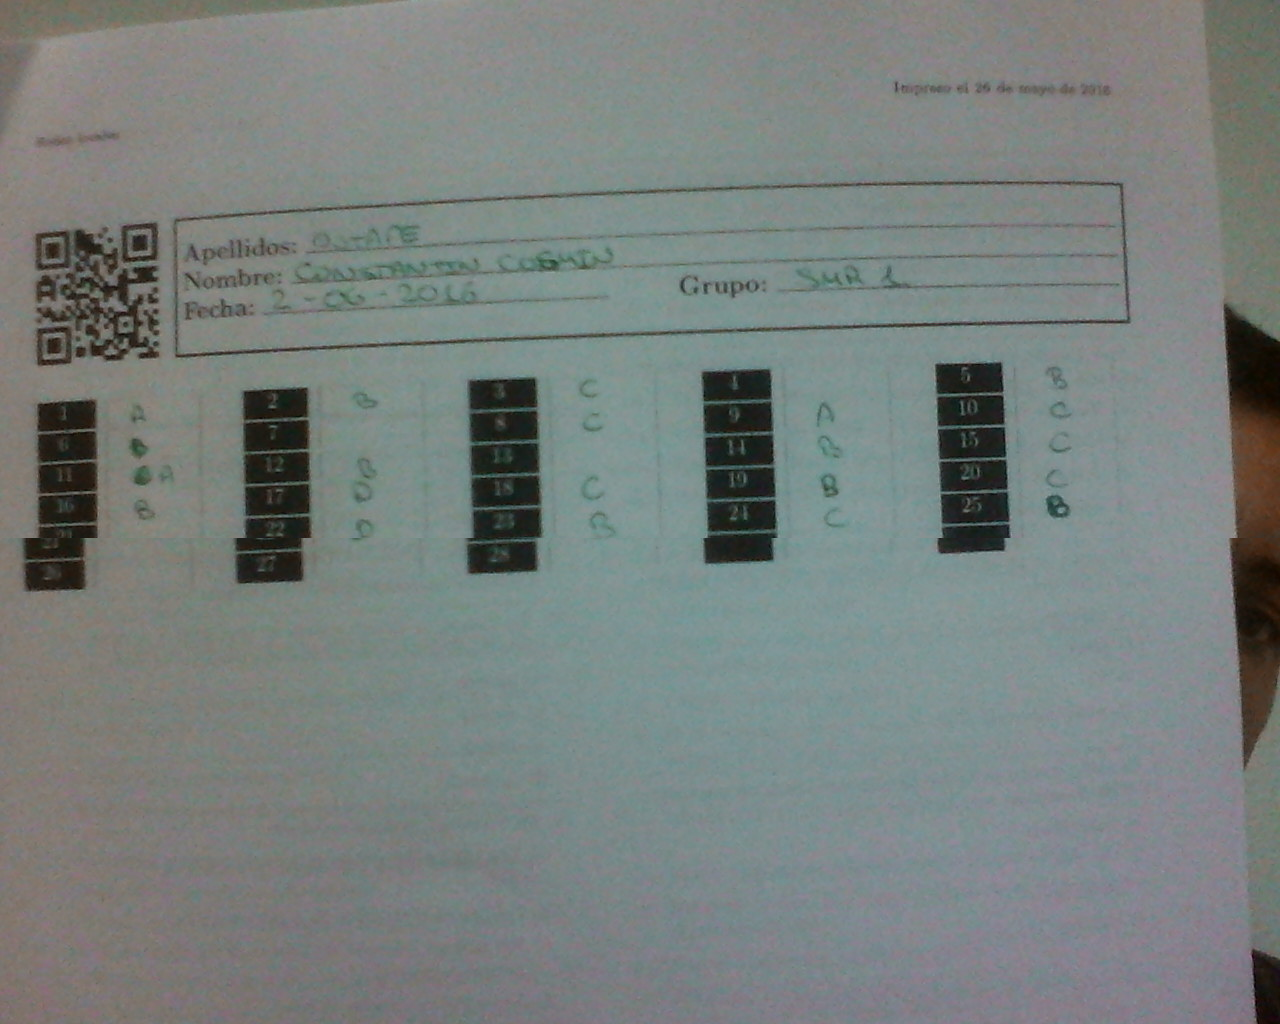 Impreso el 26 de mayo de 2016
Redes locales
Apellidos:
Nombre: CONSTANTIN COSMIN
Fecha: 2-06-2016 Grupo: SMR 1
1 A 2 B 3 C 4 5 B
6 7 8 C 9 A 10 C
11 A 12 B 13 14 B 15 C
16 B 17 D 18 C 19 B 20 C
21 22 D 23 B 24 C 25 B
26 27 28